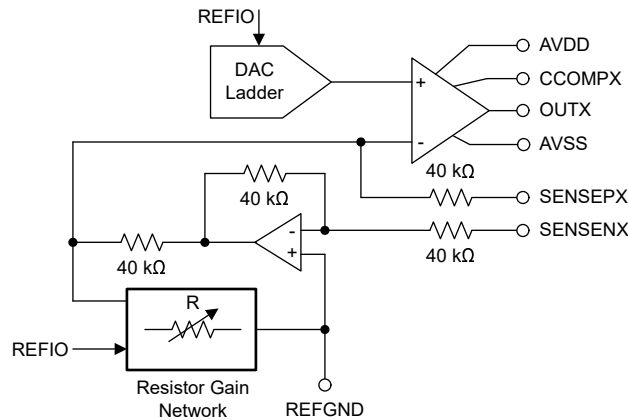 REFIO
DAC
Ladder
+
-
AVDD
CCOMPX
OUTX
AVSS
40 kΩ
SENSEPX
40 kΩ
-
+
SENSENX
40 kΩ
40 kΩ
R
REFIO
Resistor Gain
Network
REFGND